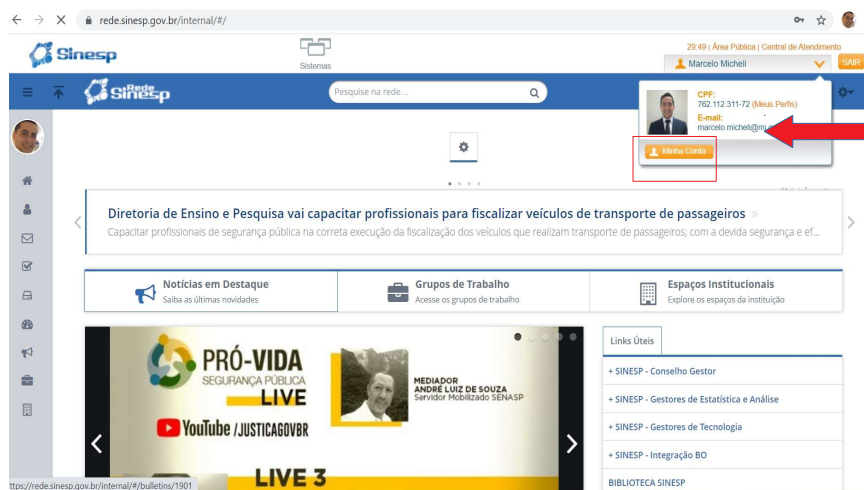 rede.sinesp.gov.br/internal/#/
Sinesp
Sistemas
29:49 | Área Pública | Central de Atendimento
Marcelo Micheli
SAIR
Rede
Sinesp
Pesquise na rede...
CPF:
762.112.311-72 (Meus Perfis)
E-mail:
marcelo.micheli@mj
Minha Conta
Diretoria de Ensino e Pesquisa vai capacitar profissionais para fiscalizar veículos de transporte de passageiros
Capacitar profissionais de segurança pública na correta execução da fiscalização dos veículos que realizam transporte de passageiros, com a devida segurança e ef...
Notícias em Destaque
Saiba as últimas novidades
Grupos de Trabalho
Acesse os grupos de trabalho
Espaços Institucionais
Explore os espaços da instituição
PRÓ-VIDA
SEGURANÇA PÚBLICA
LIVE
YouTube /JUSTICAGOVBR
LIVE 3
MEDIADOR
ANDRÉ LUIZ DE SOUZA
Servidor Mobilizado SENASP
Links Úteis
+ SINESP - Conselho Gestor
+ SINESP - Gestores de Estatística e Análise
+ SINESP - Gestores de Tecnologia
+ SINESP - Integração BO
BIBLIOTECA SINESP
ttps://rede.sinesp.gov.br/internal/#/bulletins/1901